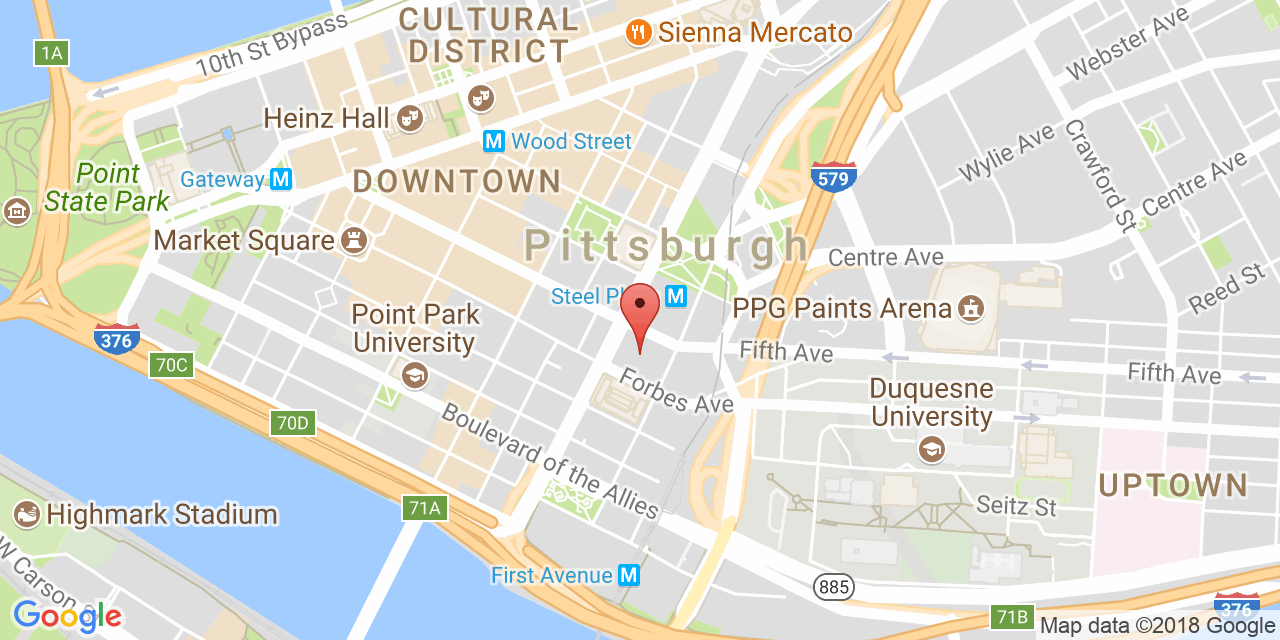 CULTURAL
DISTRICT
Sienna Mercato
1A
10th St Bypass
Webster Ave
Heinz Hall
Wood Street
M
Wylie Ave
Crawford St
Centre Ave
Point
State Park
Gateway M
DOWNTOWN
579
Market Square
Pittsburgh
Centre Ave
Reed St
Steel M
PPG Paints Arena
Point Park
University
376
70C
Fifth Ave
Fifth Ave
Forbes Ave
Duquesne
University
70D
Boulevard of the Allies
UPTOWN
71A
Seitz St
Highmark Stadium
W Carson
First Avenue M
885
71B
376
Google
Map data ©2018 Google